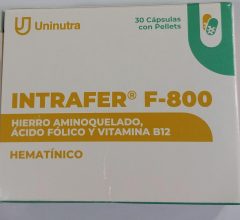 Uninutra
30 Cápsulas
con Pellets
INTRAFER® F-800
HIERRO AMINOQUELADO,
ÁCIDO FÓLICO Y VITAMINA B12
HEMATÍNICO